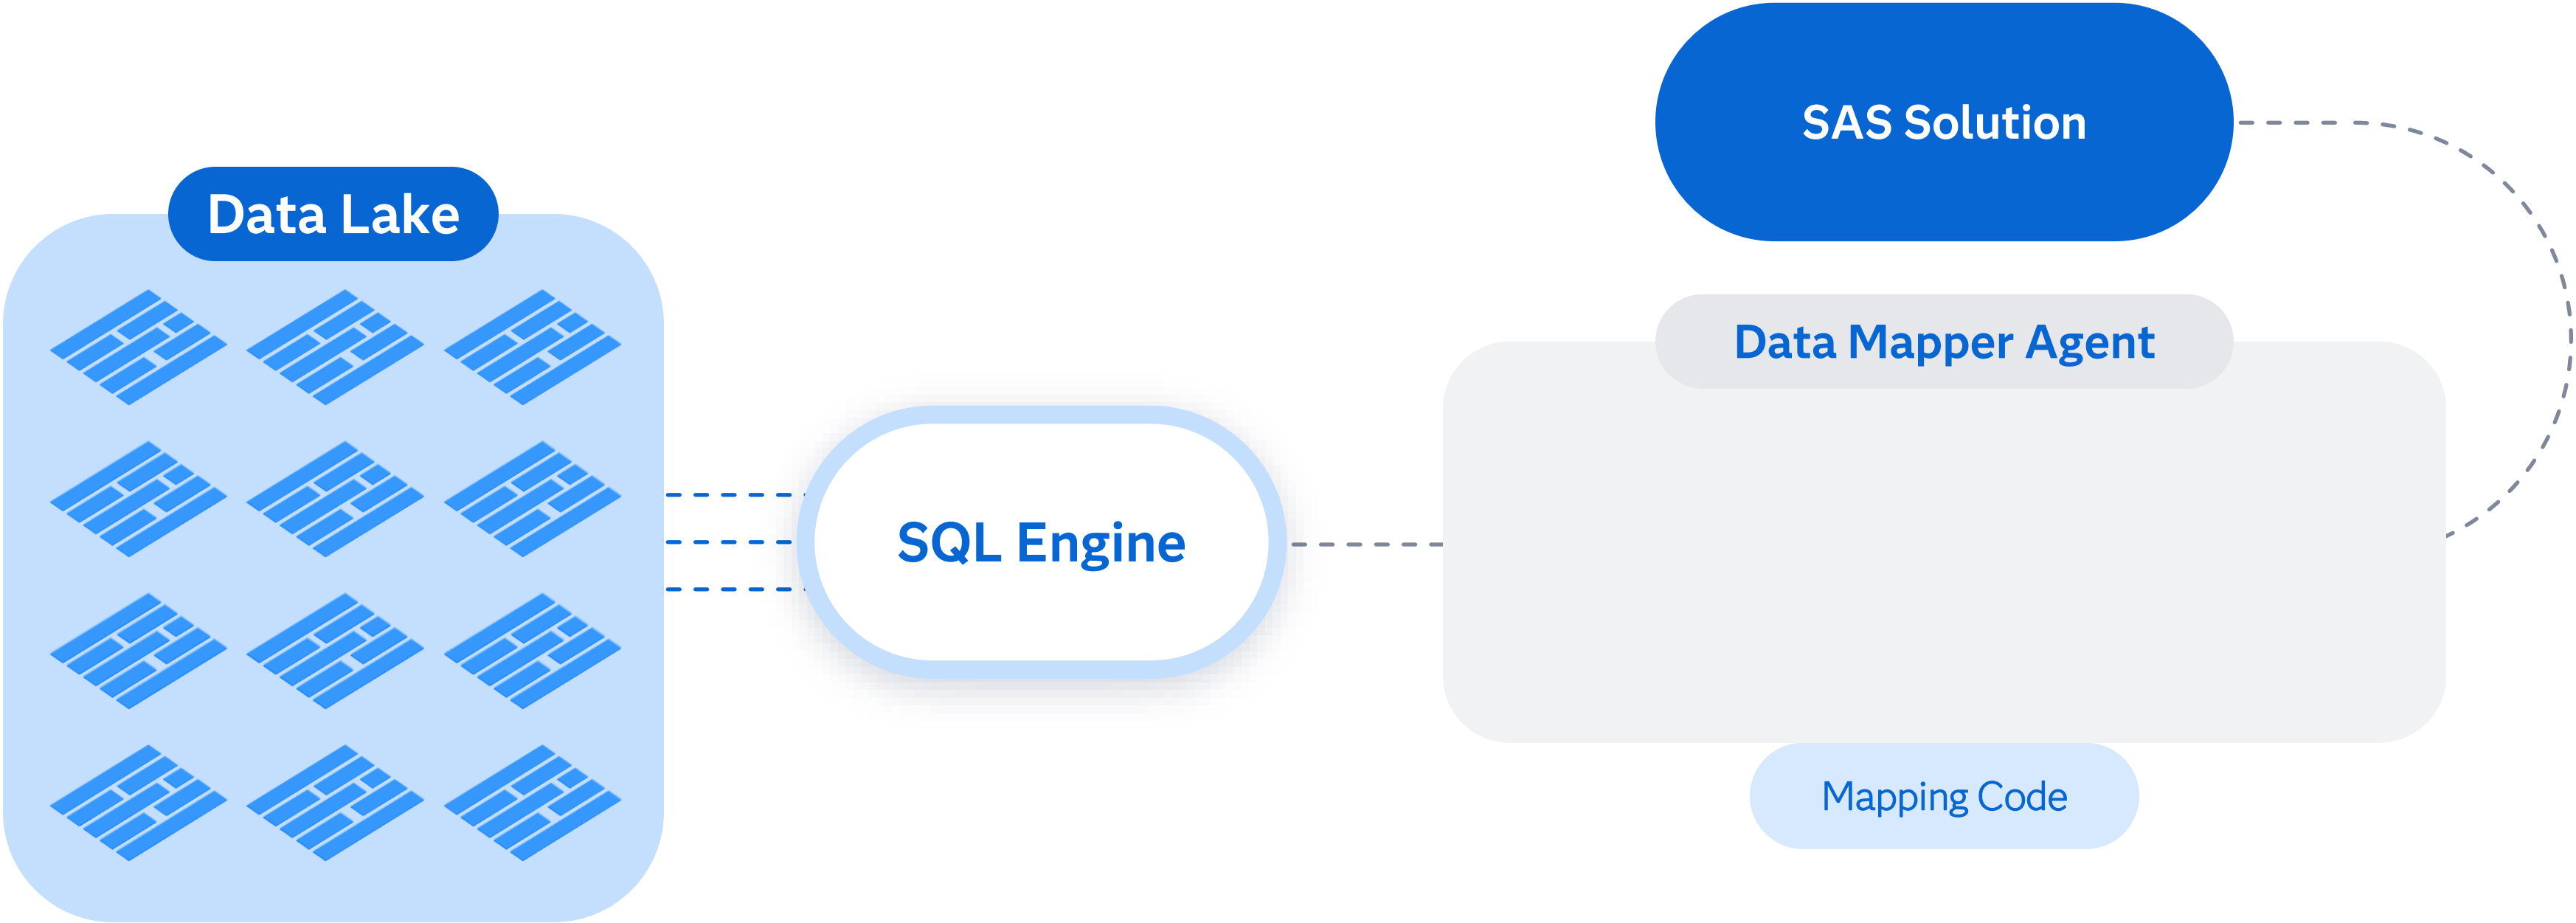 Data Lake
SQL Engine
SAS Solution
Data Mapper Agent
Mapping Code